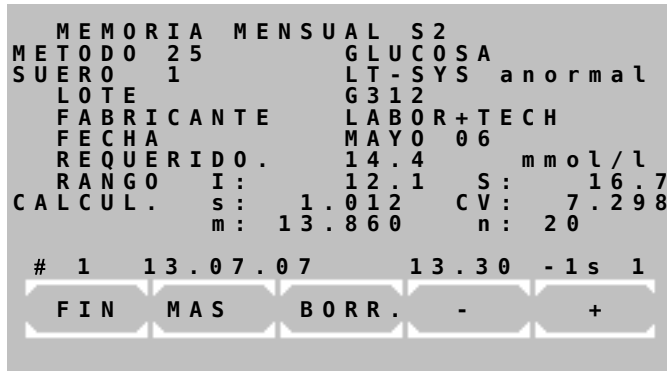 MEMORIA MENSUAL S2
METODO 25 GLUCOSA
SUERO 1 LT-SYS anormal
LOTE G312
FABRICANTE LABOR+TECH
FECHA MAYO 06
REQUERIDO. 14.4 mmol/l
RANGO I: 12.1 S: 16.7
CALCUL. s: 1.012 CV: 7.298
m: 13.860 n: 20
# 1 13.07.07 13.30 -1s 1
FIN MAS BORR. - +